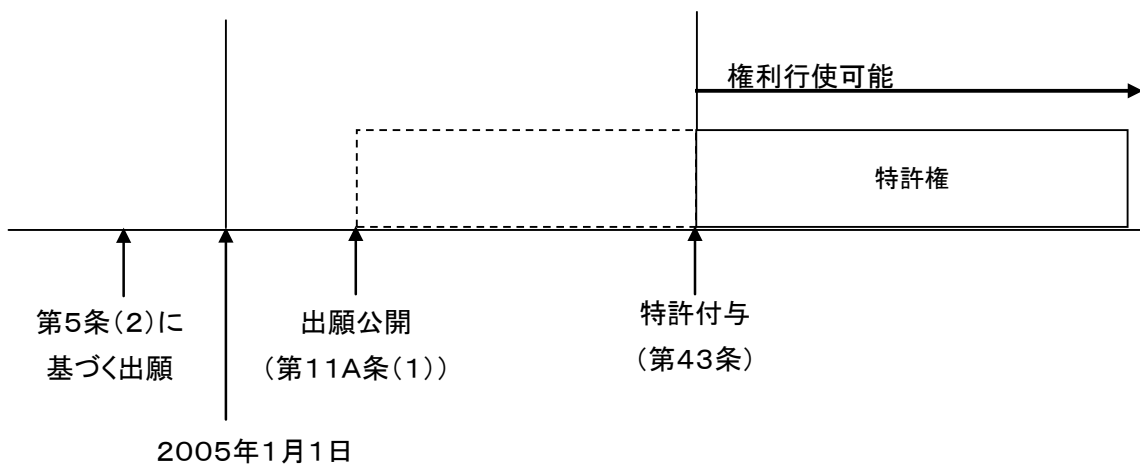 権利行使可能
特許権
第5条(2)に
基づく出願
出願公開
(第11A条(1))
特許付与
(第43条)
2005年1月1日